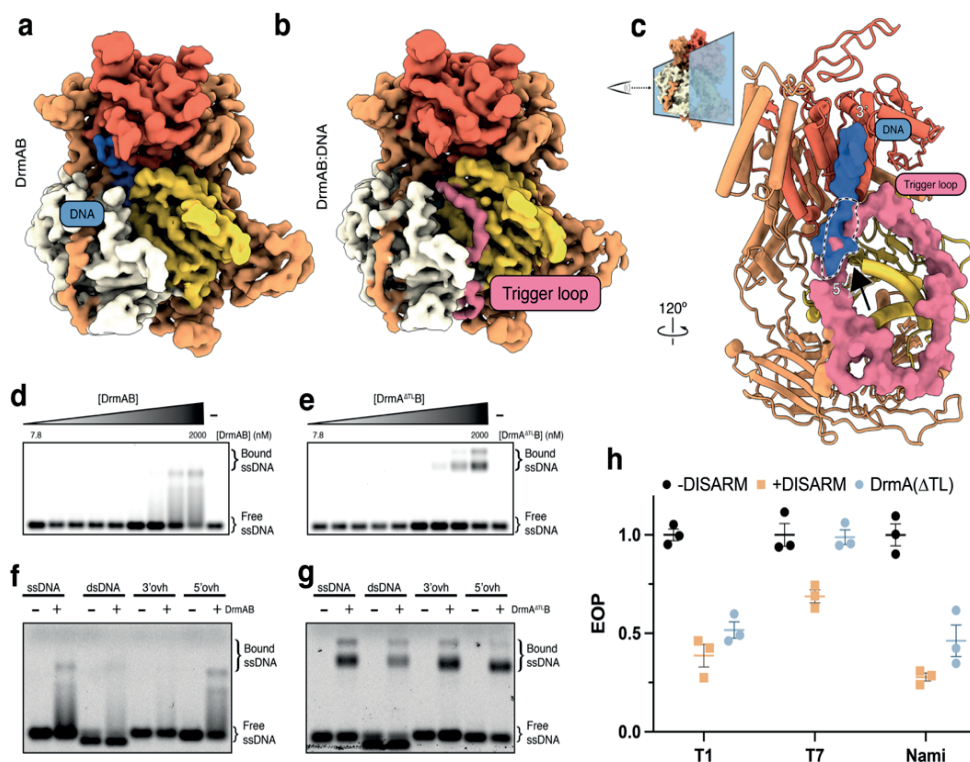 a
b
c
DrmAB
DNA
DrmAB:DNA
Trigger loop
3'
DNA
Trigger loop
5'
120º
d
[DrmAB]
–
7.8
2000
[DrmAB] (nM)
Bound
ssDNA
Free
ssDNA
e
[DrmAΔTLB]
–
7.8
2000
[DrmAΔTLB] (nM)
Bound
ssDNA
Free
ssDNA
f
ssDNA dsDNA 3'ovh 5'ovh
– + – + – + – + DrmAB
Bound
ssDNA
Free
ssDNA
g
ssDNA dsDNA 3'ovh 5'ovh
– + – + – + – + DrmAΔTLB
Bound
ssDNA
Free
ssDNA
h
-DISARM +DISARM DrmA(ΔTL)
EOP
1.0
0.5
0.0
T1 T7 Nami